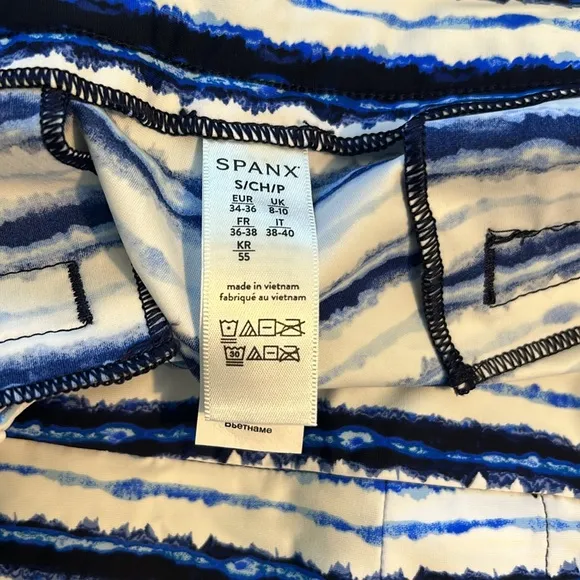 SPANX
S/CH/P
EUR UK
34-36 8-10
FR IT
36-38 38-40
KR
55
made in vietnam
fabriqué au vietnam
30
Вьетнаме